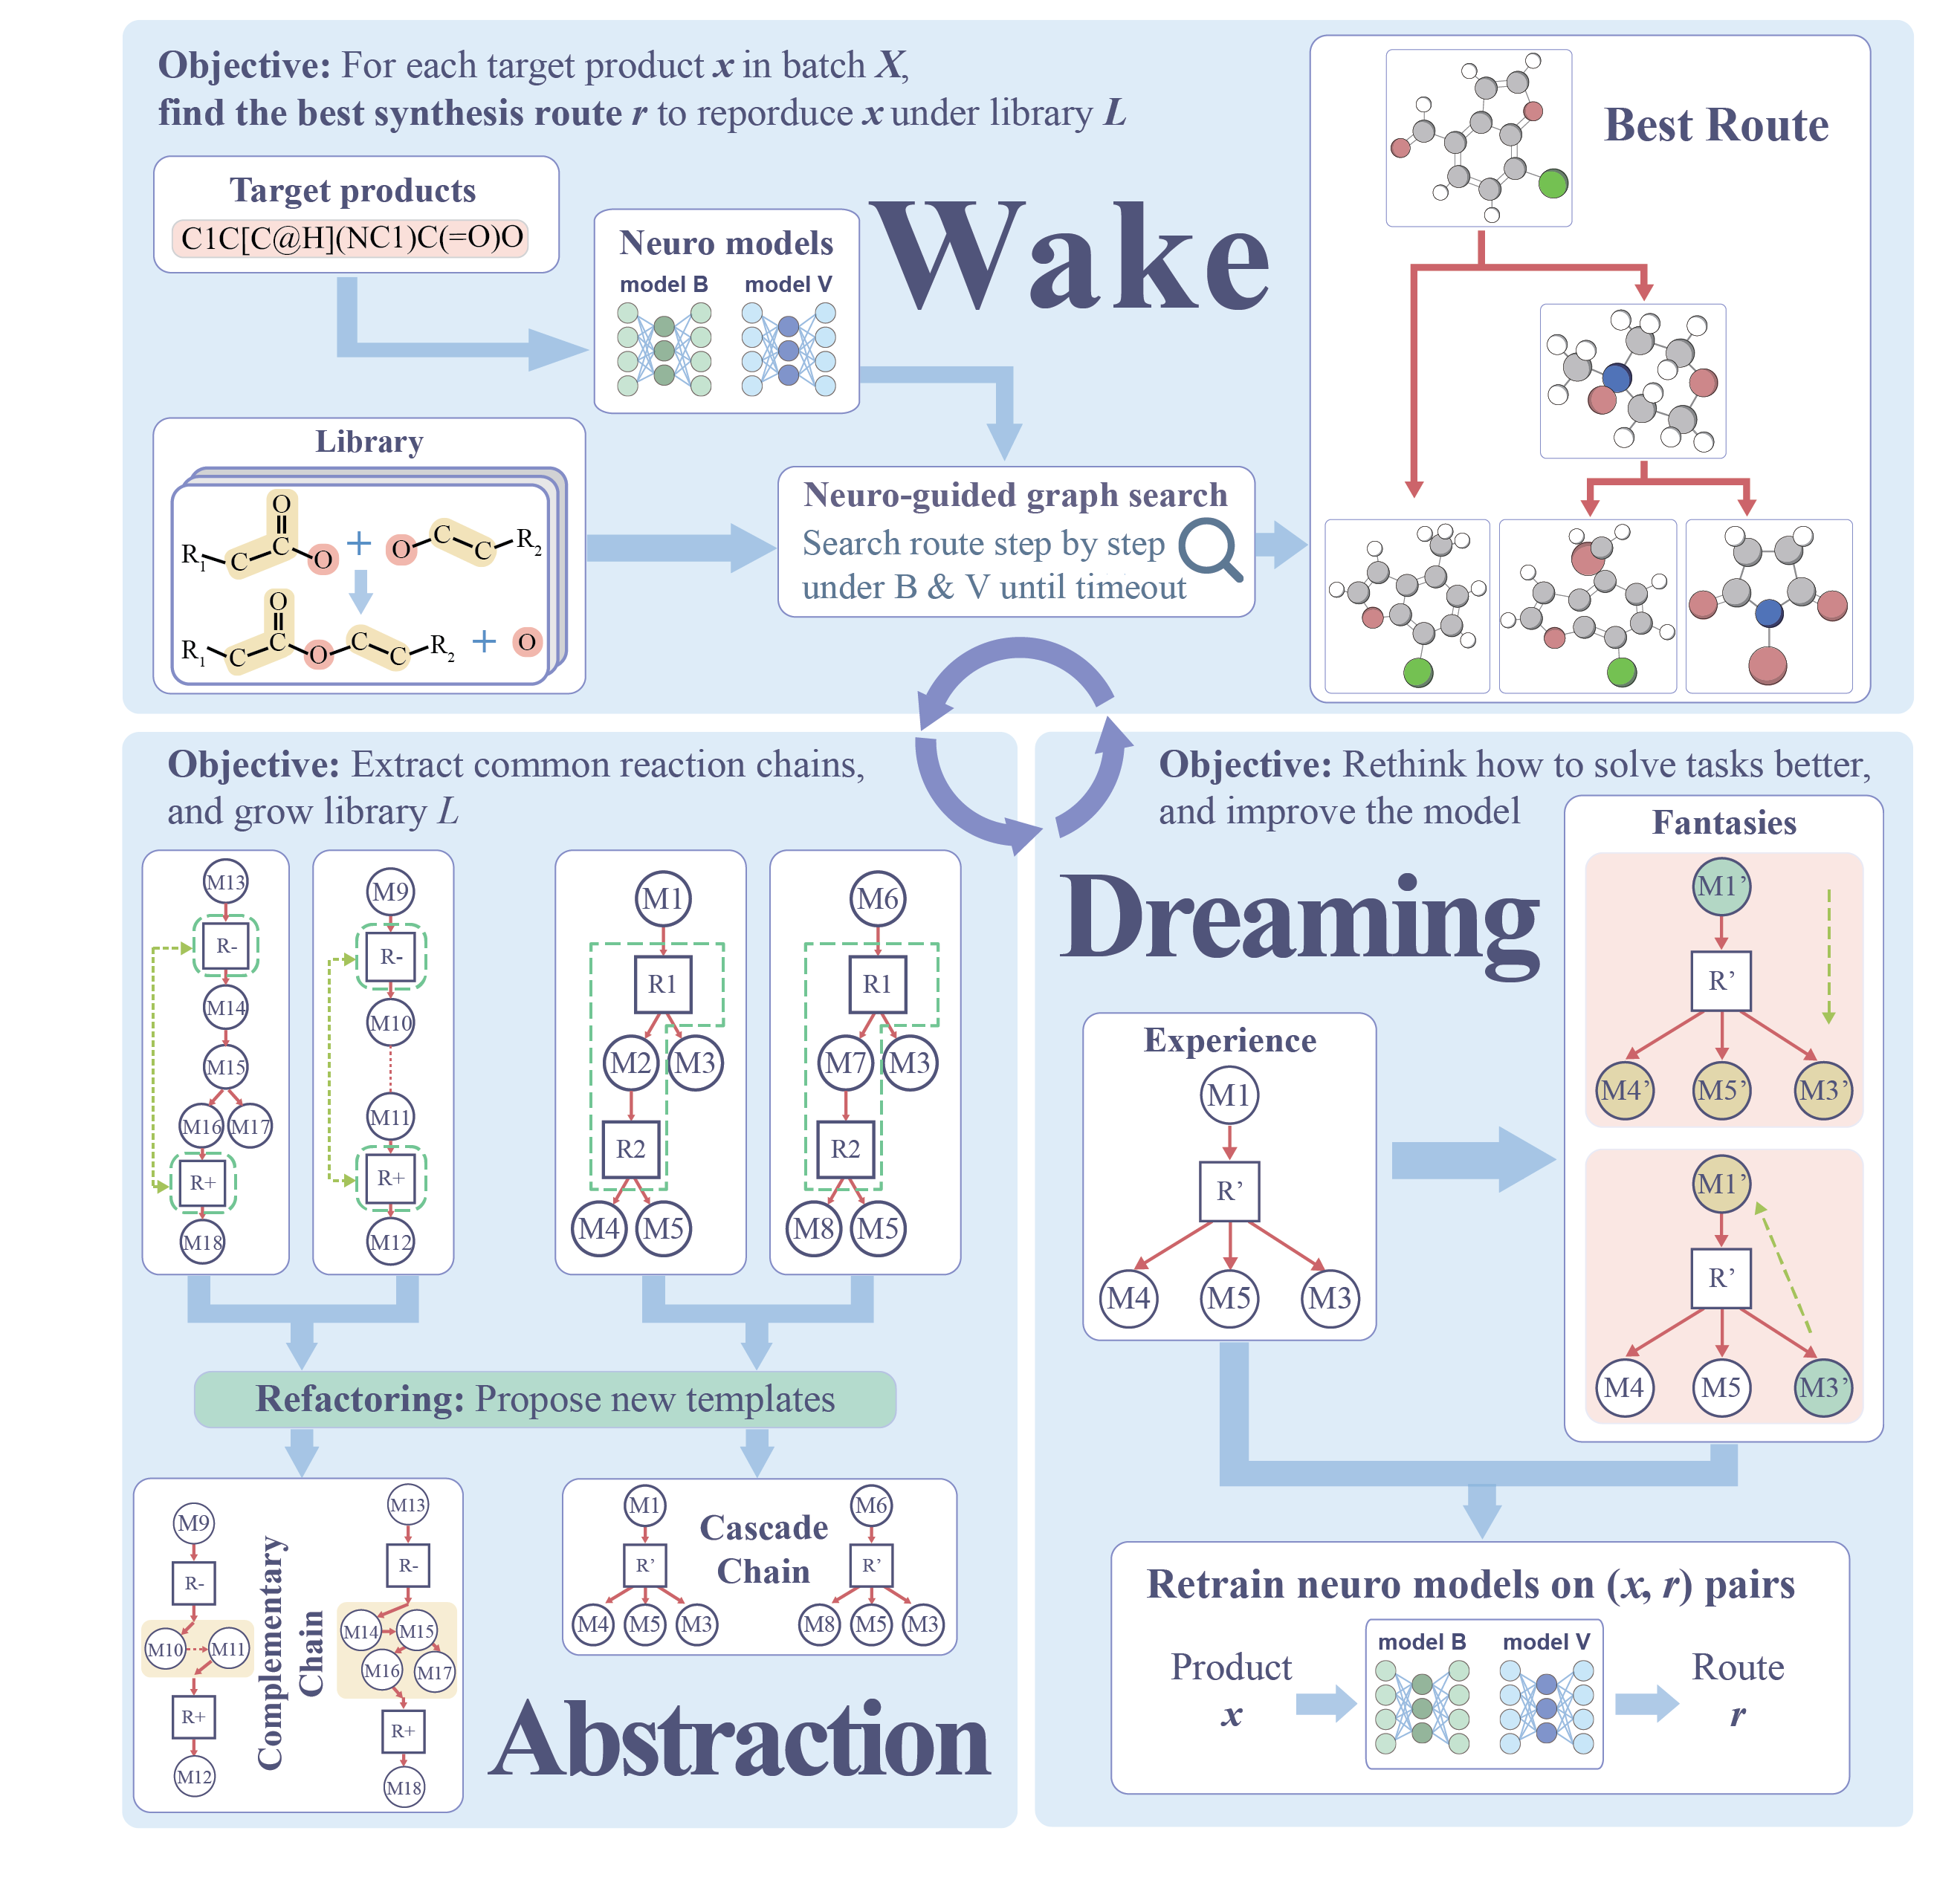 Objective: For each target product x in batch X,
find the best synthesis route r to reporduce x under library L
Target products
C1C[C@H](NC1)C(=O)O
Neuro models
model B model V
Wake
Library
O
R1 C C O + O C C R2
O
R1 C C O C C R2 + O
Neuro-guided graph search
Search route step by step
under B & V until timeout
Best Route
Objective: Extract common reaction chains,
and grow library L
M13
R-
M14
M15
M16 M17
R+
M18
M9
R-
M10
M11
R+
M12
M1
R1
M2 M3
R2
M4 M5
M6
R1
M7 M3
R2
M8 M5
Refactoring: Propose new templates
M9
R-
M10 M11
R+
M12
Complementary
Chain
M13
R-
M14 M15
M16 M17
R+
M18
Cascade
Chain
M1
R’
M4 M5 M3
M6
R’
M8 M5 M3
Abstraction
Objective: Rethink how to solve tasks better,
and improve the model
Dreaming
Experience
M1
R’
M4 M5 M3
Fantasies
M1’
R’
M4’ M5’ M3’
M1’
R’
M4 M5 M3’
Retrain neuro models on (x, r) pairs
Product
x
model B model V
Route
r